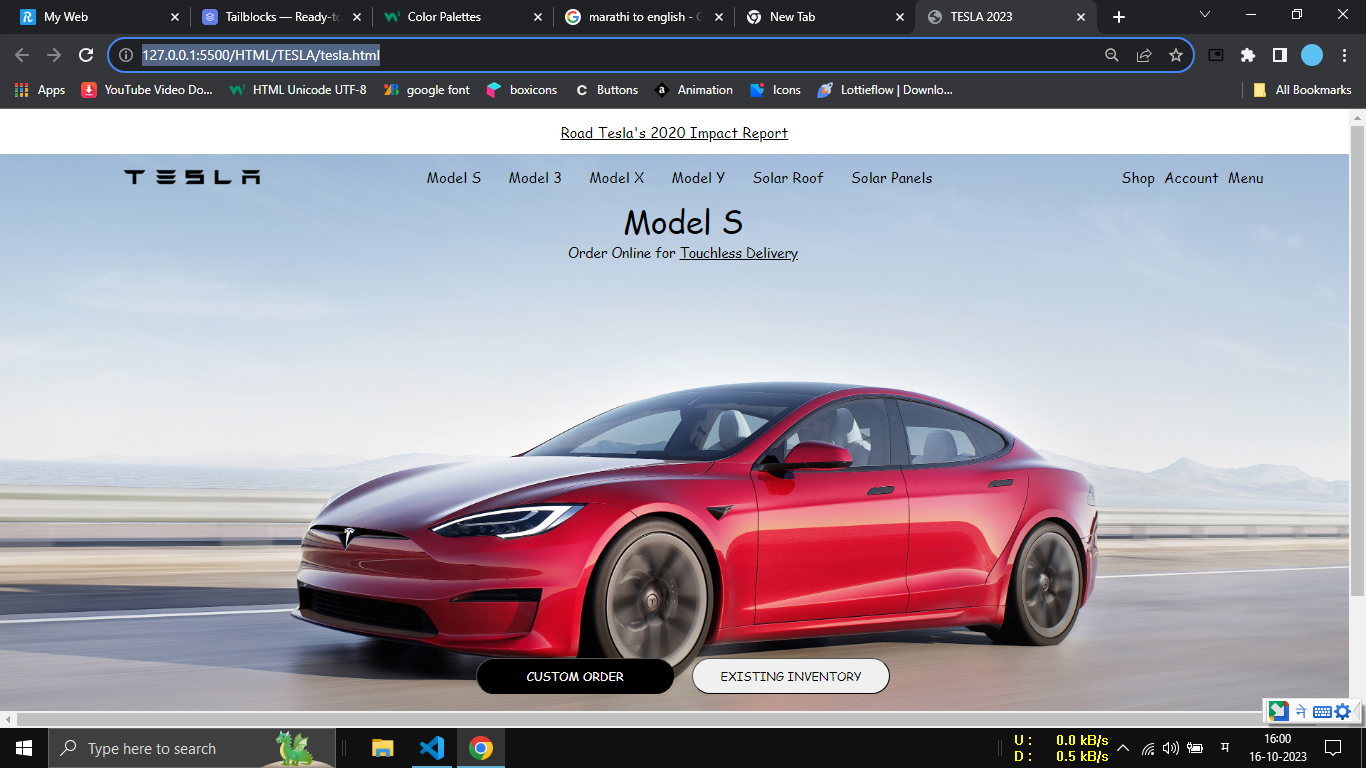 My Web
Tailblocks — Ready-to
Color Palettes
marathi to english - G
New Tab
TESLA 2023
127.0.0.1:5500/HTML/TESLA/tesla.html
Apps
YouTube Video Do...
HTML Unicode UTF-8
google font
boxicons
Buttons
Animation
Icons
Lottieflow | Downlo...
All Bookmarks
Road Tesla's 2020 Impact Report
TESLA
Model S
Model 3
Model X
Model Y
Solar Roof
Solar Panels
Shop
Account
Menu
Model S
Order Online for Touchless Delivery
CUSTOM ORDER
EXISTING INVENTORY
Type here to search
U : 0.0 kB/s
D : 0.5 kB/s
म
16:00
16-10-2023